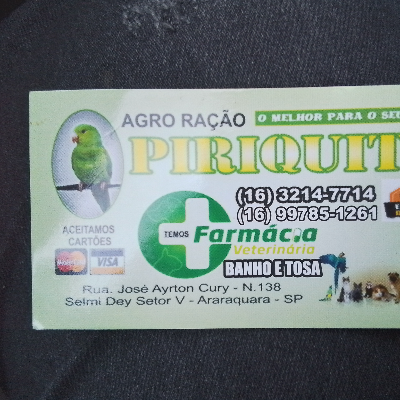 AGRO RAÇÃO
O MELHOR PARA O SEU
PIRIQUIT
(16) 3214-7714
(16) 99785-1261
TEMOS
Farmácia
Veterinária
BANHO E TOSA
ACEITAMOS
CARTÕES
VISA
Rua. José Ayrton Cury - N.138
Selmi Dey Setor V - Araraquara - SP